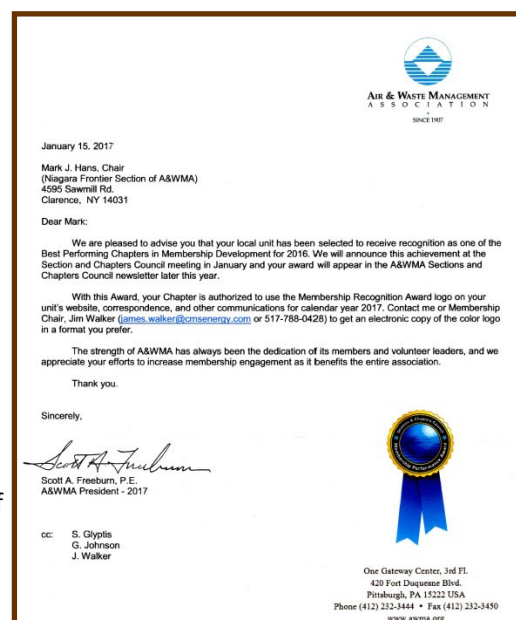 AIR & WASTE MANAGEMENT
ASSOCIATION
SINCE 1907
January 15, 2017
Mark J. Hans, Chair
(Niagara Frontier Section of A&WMA)
4595 Sawmill Rd.
Clarence, NY 14031
Dear Mark:
We are pleased to advise you that your local unit has been selected to receive recognition as one of the
Best Performing Chapters in Membership Development for 2016. We will announce this achievement at the
Section and Chapters Council meeting in January and your award will appear in the A&WMA Sections and
Chapters Council newsletter later this year.
With this Award, your Chapter is authorized to use the Membership Recognition Award logo on your
unit's website, correspondence, and other communications for calendar year 2017. Contact me or Membership
Chair, Jim Walker (james.walker@cmsenergy.com or 517-788-0428) to get an electronic copy of the color logo
in a format you prefer.
The strength of A&WMA has always been the dedication of its members and volunteer leaders, and we
appreciate your efforts to increase membership engagement as it benefits the entire association.
Thank you.
Sincerely,
Scott A. Freeburn
Scott A. Freeburn, P.E.
A&WMA President - 2017
f
cc: S. Glyptis
G. Johnson
J. Walker
Section & Chapters Council
Membership Performance Award
One Gateway Center, 3rd Fl.
420 Fort Duquesne Blvd.
Pittsburgh, PA 15222 USA
Phone (412) 232-3444 • Fax (412) 232-3450
www.awma.org